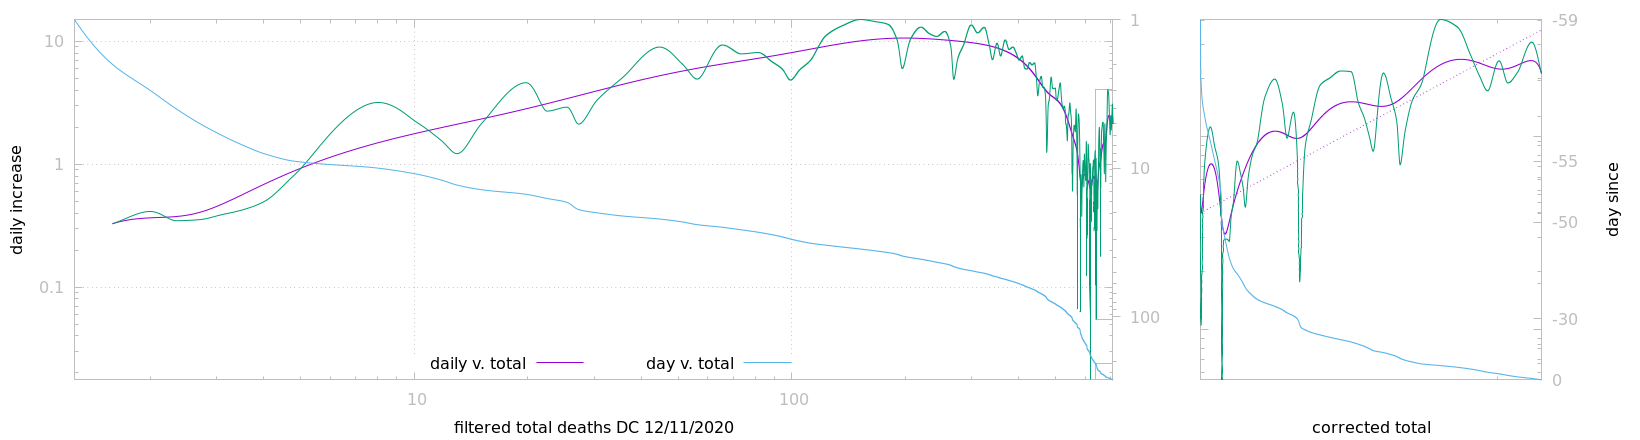 10
1
0.1
daily increase
1
10
100
daily v. total
day v. total
10
100
filtered total deaths DC 12/11/2020
-59
-55
-50
-30
0
day since
corrected total